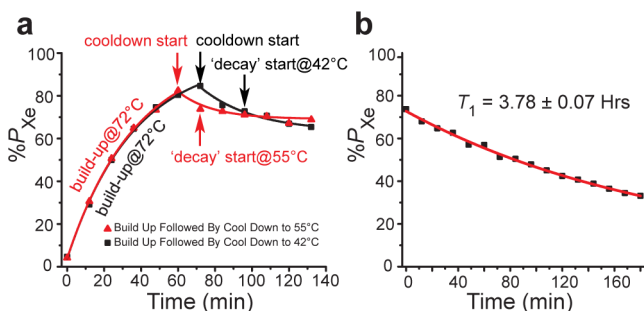 a
cooldown start
cooldown start
'decay' start@42°C
b
100
80
60
40
20
0
%PXe
build-up@72°C
build-up@72°C
'decay' start@55°C
Build Up Followed By Cool Down to 55°C
Build Up Followed By Cool Down to 42°C
0 20 40 60 80 100 120 140
Time (min)
100
80
60
40
20
0
%PXe
T1 = 3.78 ± 0.07 Hrs
0 40 80 120 160
Time (min)